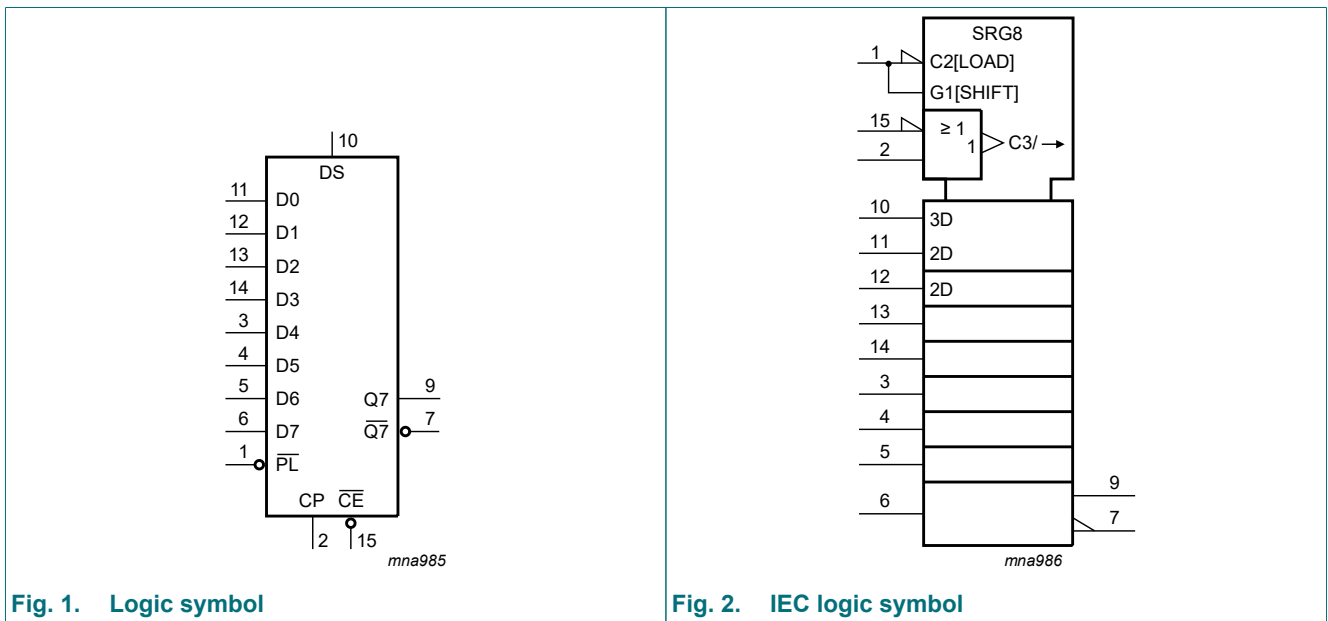 10
DS
11 D0
12 D1
13 D2
14 D3
3 D4
4 D5
5 D6 Q7 9
6 D7 Q7 7
1 PL
CP CE
2 15
mna985
Fig. 1. Logic symbol
SRG8
1 C2[LOAD]
G1[SHIFT]
15 ≥ 1
2 1 C3/ →
10 3D
11 2D
12 2D
13
14
3
4
5
9
6
7
mna986
Fig. 2. IEC logic symbol